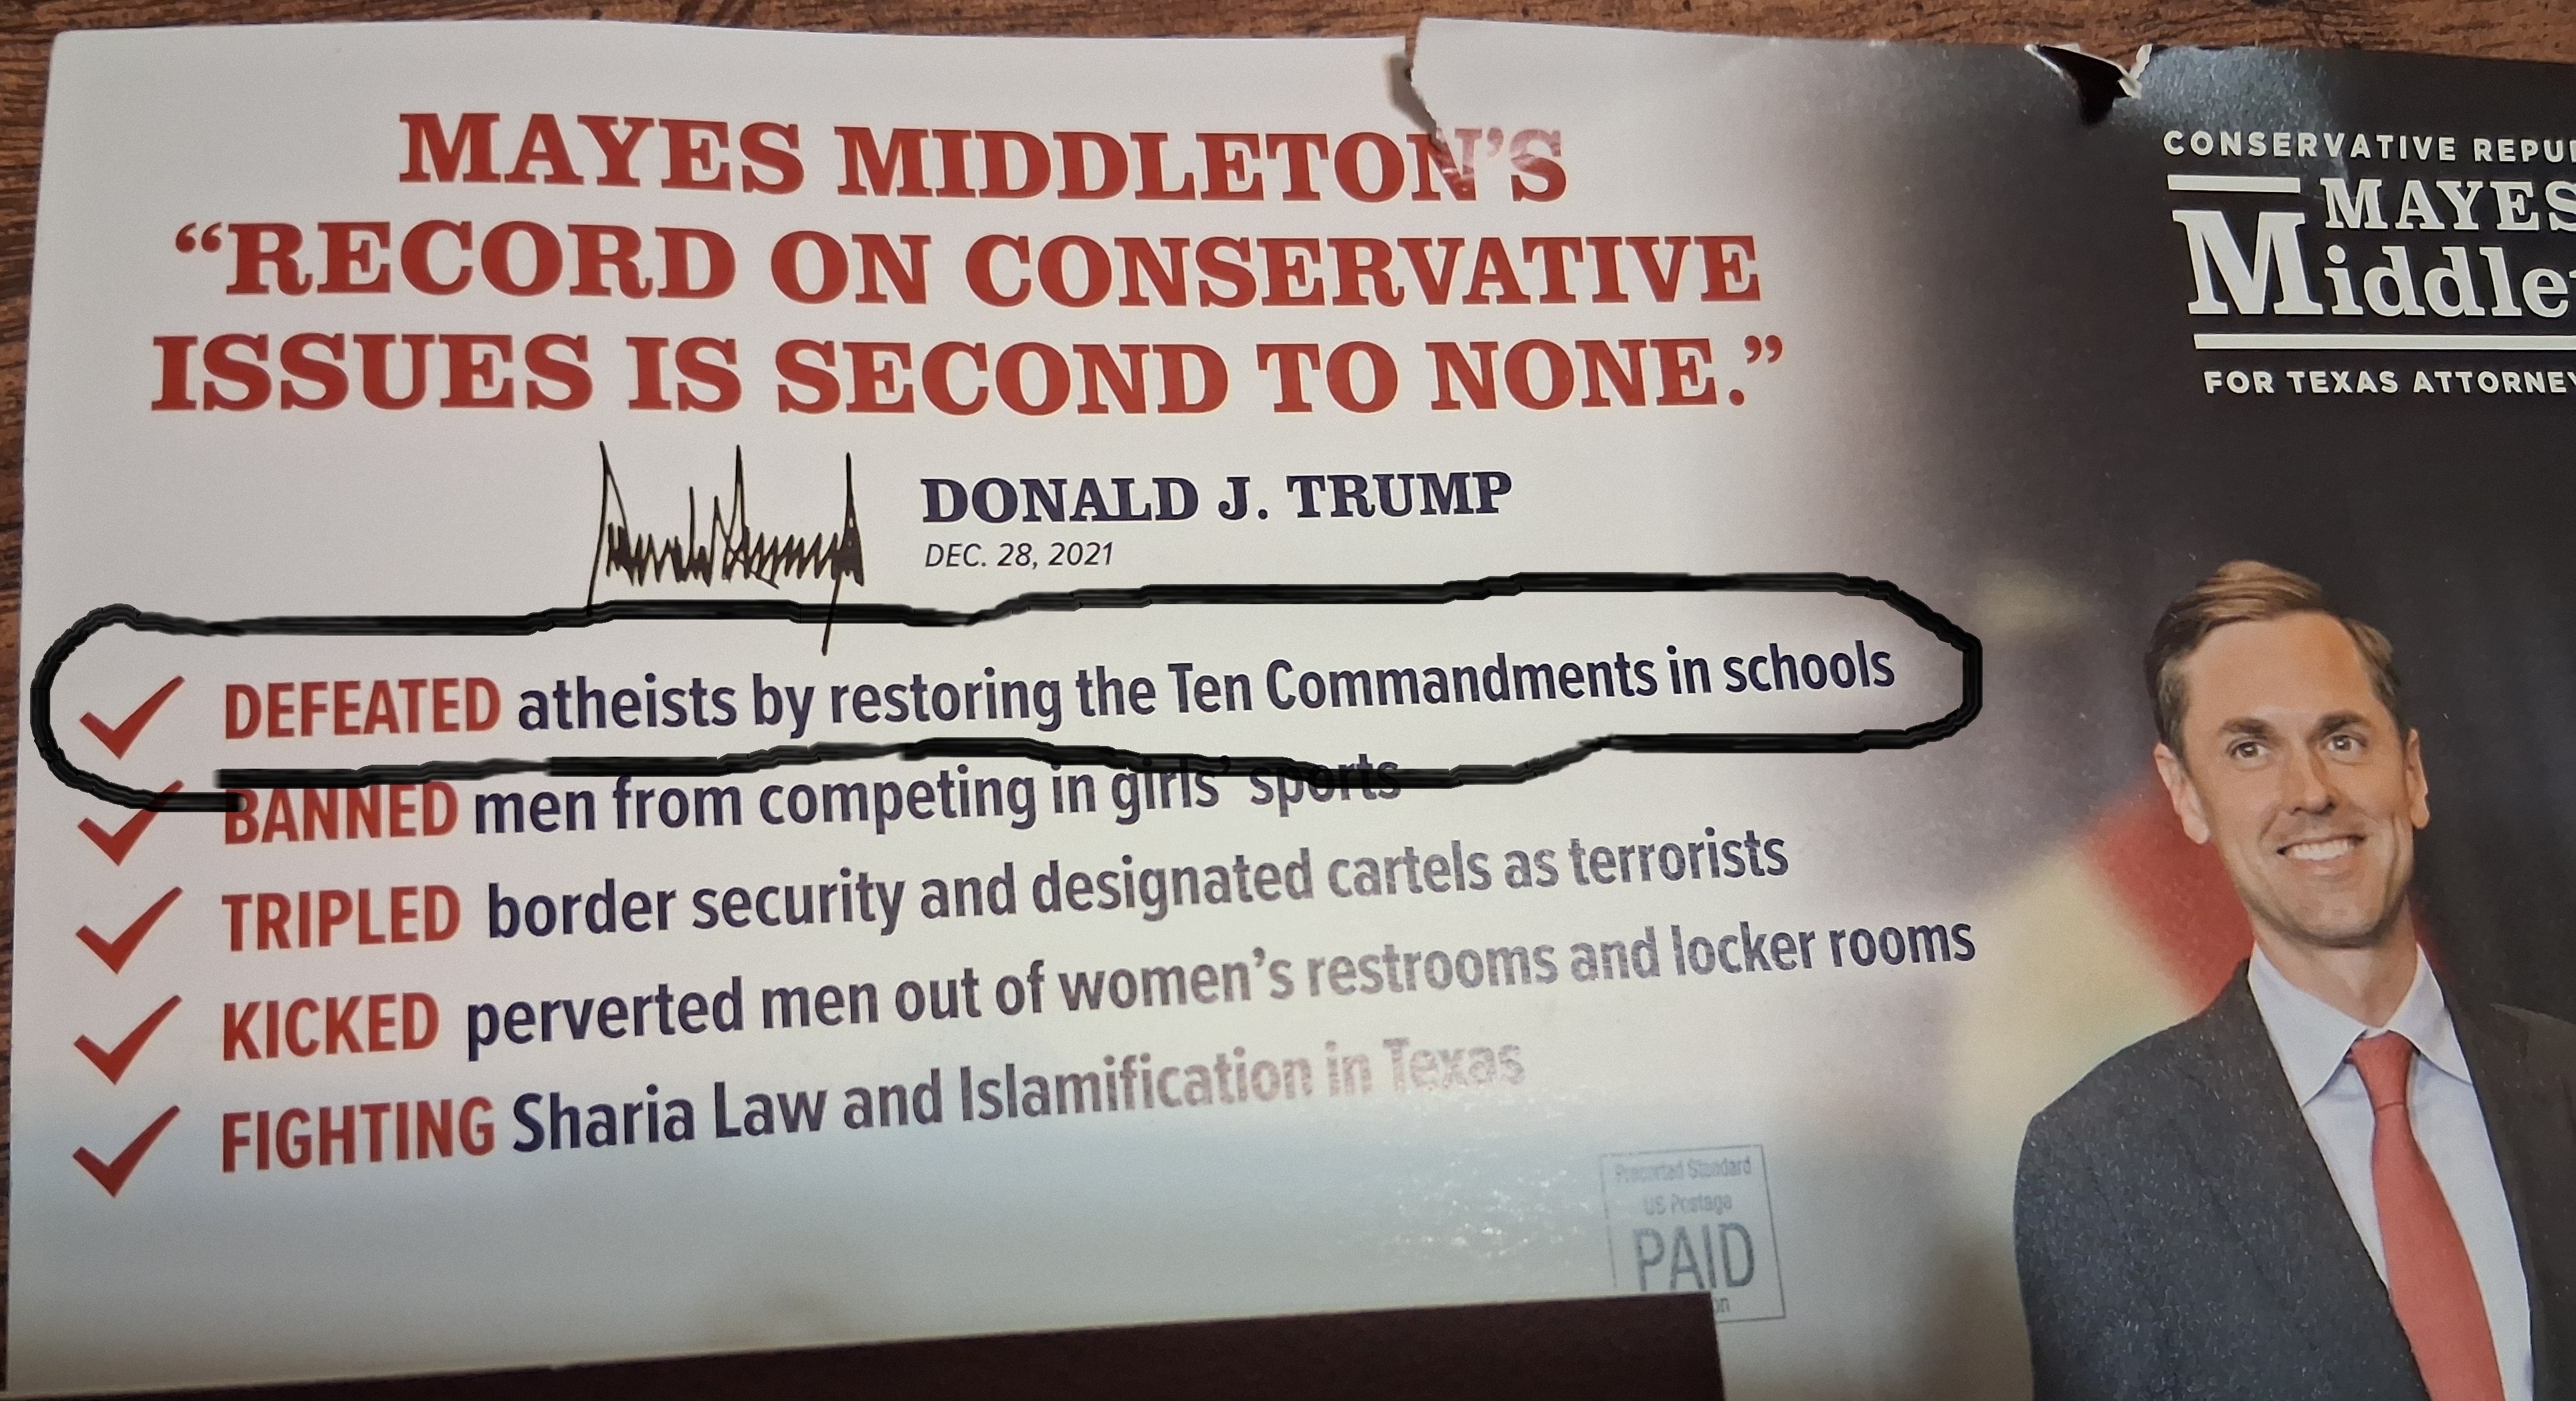 MAYES MIDDLETON'S
“RECORD ON CONSERVATIVE
ISSUES IS SECOND TO NONE.”
DONALD J. TRUMP
DEC. 28, 2021
DEFEATED atheists by restoring the Ten Commandments in schools
BANNED men from competing in girls’ sports
TRIPLED border security and designated cartels as terrorists
KICKED perverted men out of women’s restrooms and locker rooms
FIGHTING Sharia Law and Islamification in Texas
Presorted Standard
US Postage
PAID
CONSERVATIVE
MAYES
FOR TEXAS